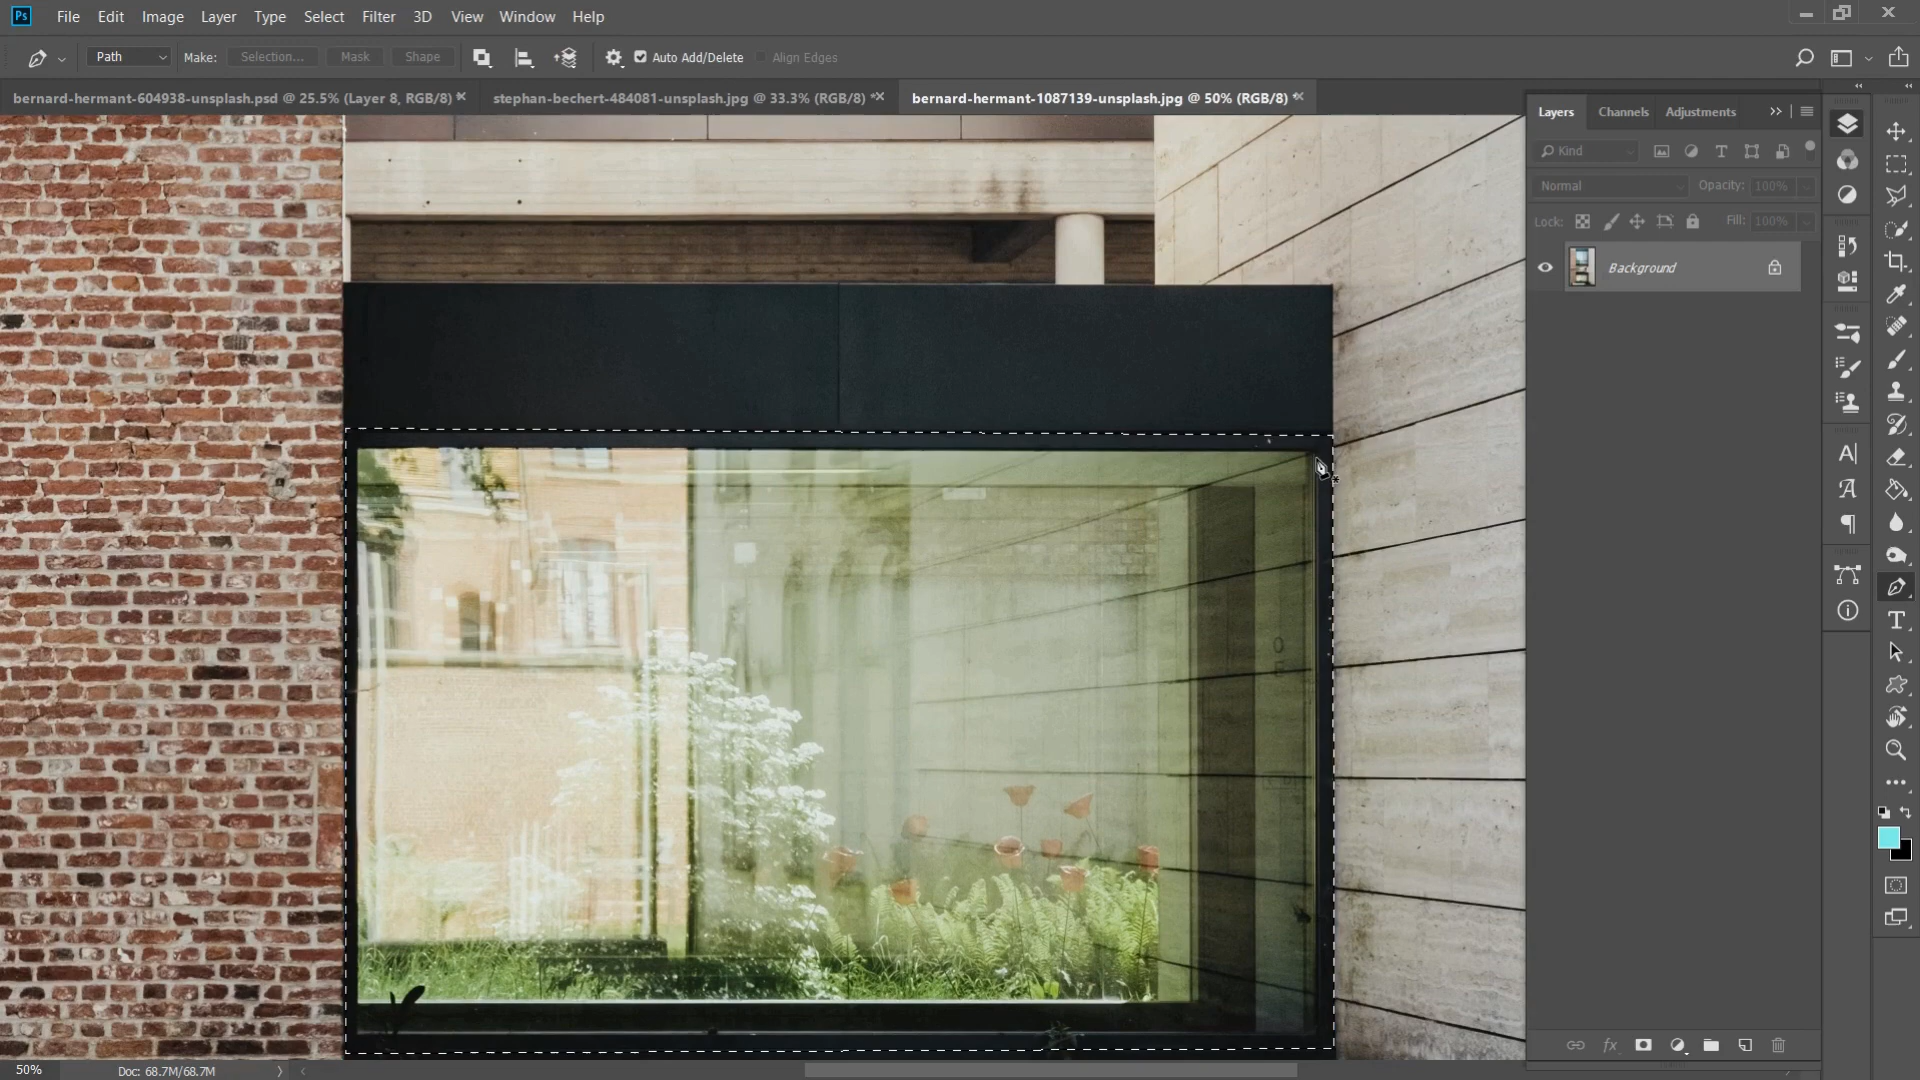 Ps File Edit Image Layer Type Select Filter 3D View Window Help
Path Make: Selection... Mask Shape Auto Add/Delete Align Edges
bernard-hermant-604938-unsplash.psd @ 25.5% (Layer 8, RGB/8) * stephan-bechert-484081-unsplash.jpg @ 33.3% (RGB/8) * bernard-hermant-1087139-unsplash.jpg @ 50% (RGB/8) *
Layers Channels Adjustments
Kind
Normal Opacity: 100%
Lock: Fill: 100%
Background
fx
50% Doc: 68.7M/68.7M